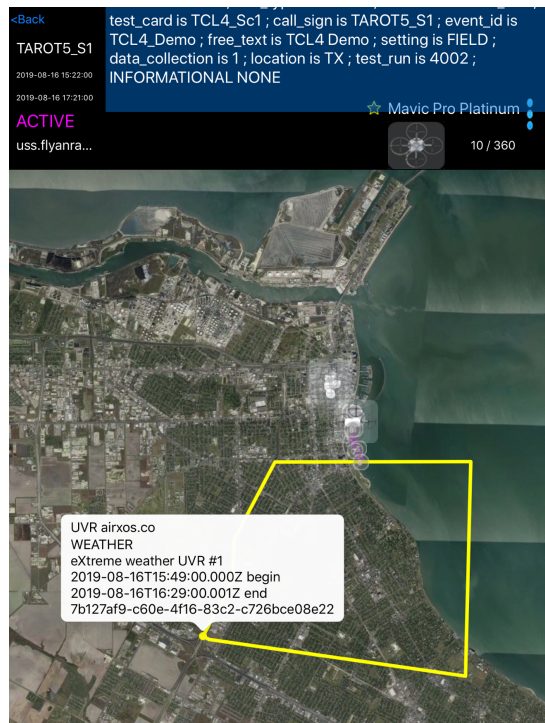 <Back
TAROT5_S1
2019-08-16 15:22:00
2019-08-16 17:21:00
ACTIVE
uss.flyanra...
test_card is TCL4_Sc1 ; call_sign is TAROT5_S1 ; event_id is
TCL4_Demo ; free_text is TCL4 Demo ; setting is FIELD ;
data_collection is 1 ; location is TX ; test_run is 4002 ;
INFORMATIONAL NONE
Mavic Pro Platinum
10 / 360
UVR airxos.co
WEATHER
eXtreme weather UVR #1
2019-08-16T15:49:00.000Z begin
2019-08-16T16:29:00.001Z end
7b127af9-c60e-4f16-83c2-c726bce08e22